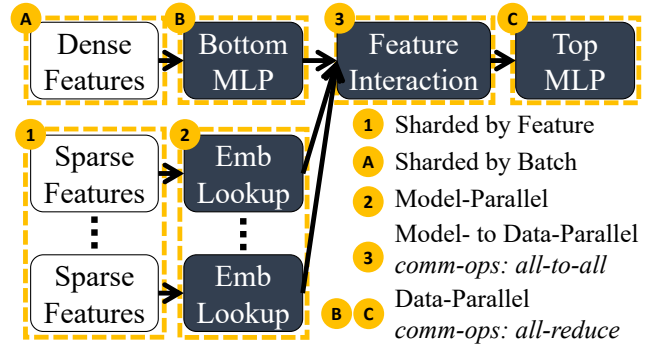 A
Dense
Features
B
Bottom
MLP
3
Feature
Interaction
C
Top
MLP
1
Sparse
Features
2
Emb
Lookup
Sparse
Features
Emb
Lookup
1 Sharded by Feature
A Sharded by Batch
2 Model-Parallel
3 Model- to Data-Parallel
comm-ops: all-to-all
B C Data-Parallel
comm-ops: all-reduce